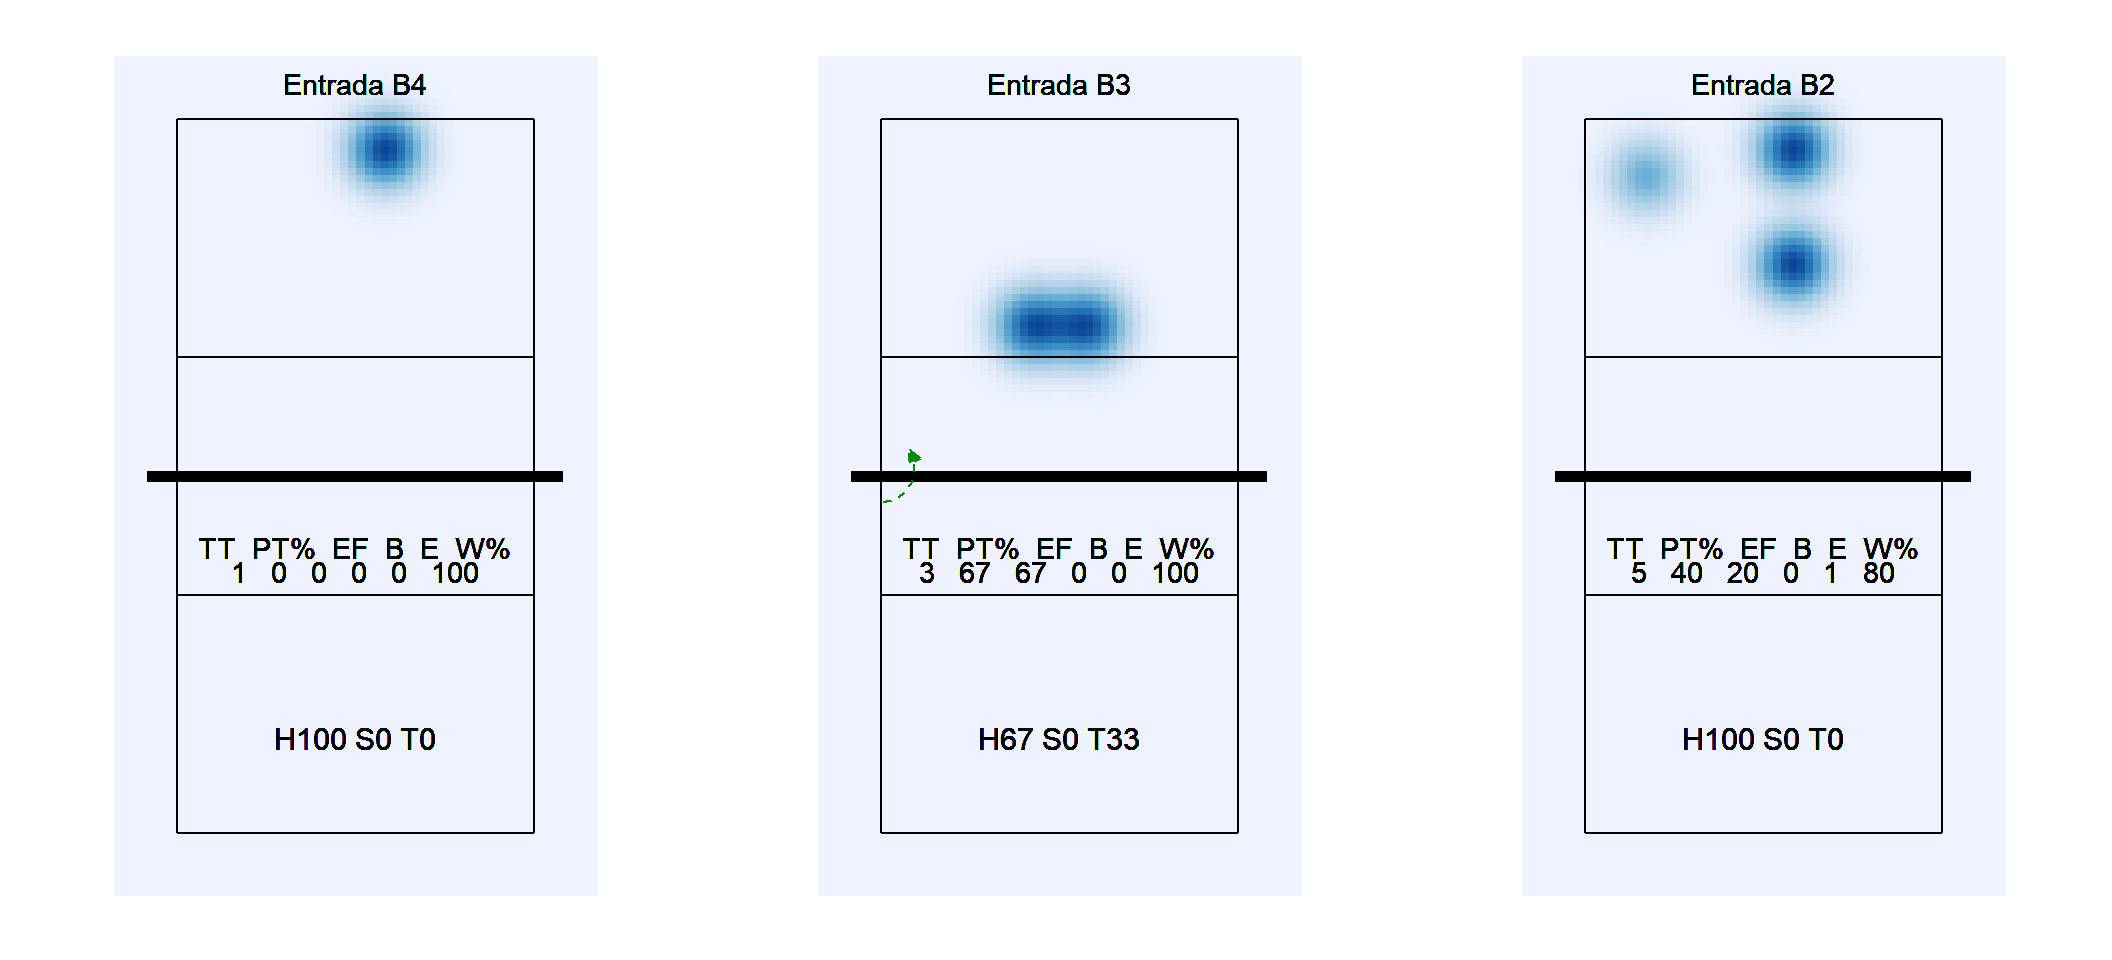 Entrada B4
TT PT% EF B E W%
1 0 0 0 0 100
H100 S0 T0
Entrada B3
TT PT% EF B E W%
3 67 67 0 0 100
H67 S0 T33
Entrada B2
TT PT% EF B E W%
5 40 20 0 1 80
H100 S0 T0